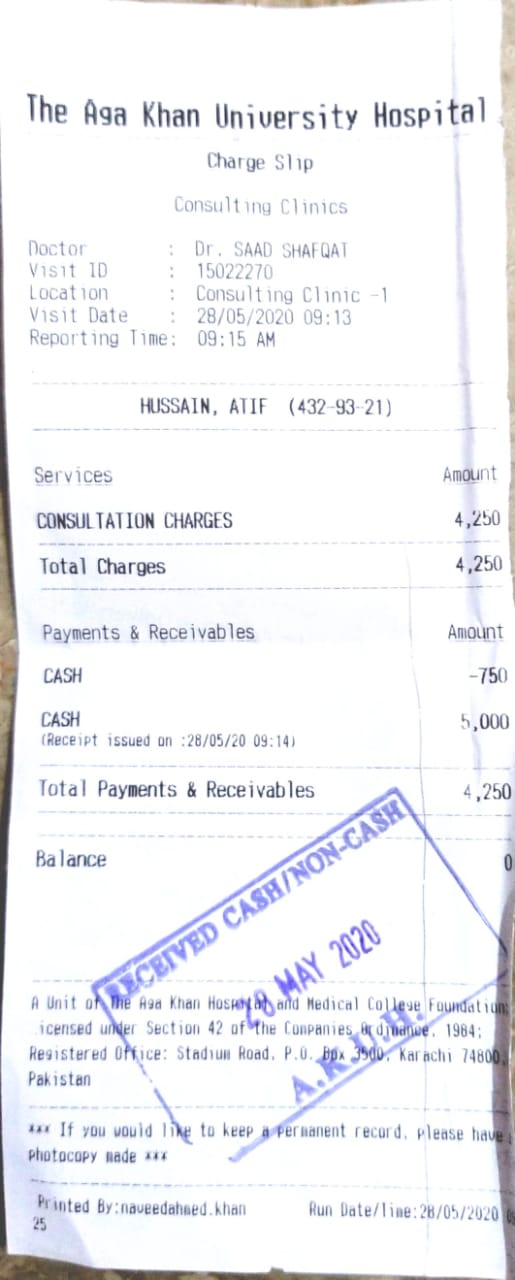 The Aga Khan University Hospital
Charge Slip
Consulting Clinics
Doctor : Dr. SAAD SHAFQAT
Visit ID : 15022270
Location : Consulting Clinic -1
Visit Date : 28/05/2020 09:13
Reporting Time: 09:15 AM
HUSSAIN, ATIF (432-93-21)
Services Amount
CONSULTATION CHARGES 4,250
Total Charges 4,250
Payments & Receivables Amount
CASH -750
CASH 5,000
(Receipt issued on :28/05/20 09:14)
Total Payments & Receivables 4,250
Balance 0
RECEIVED CASH/NON-CASH
MAY 2020
A.K.U.H.
A Unit of The Aga Khan Hospital and Medical College Foundation;
icensed under Section 42 of the Companies Ordinance, 1984;
Registered Office: Stadium Road, P.O. Box 3500, Karachi 74800,
Pakistan
*** If you would like to keep a permanent record, please have
photocopy made ***
Printed By:naveedahmed.khan Run Date/Time:28/05/2020
25